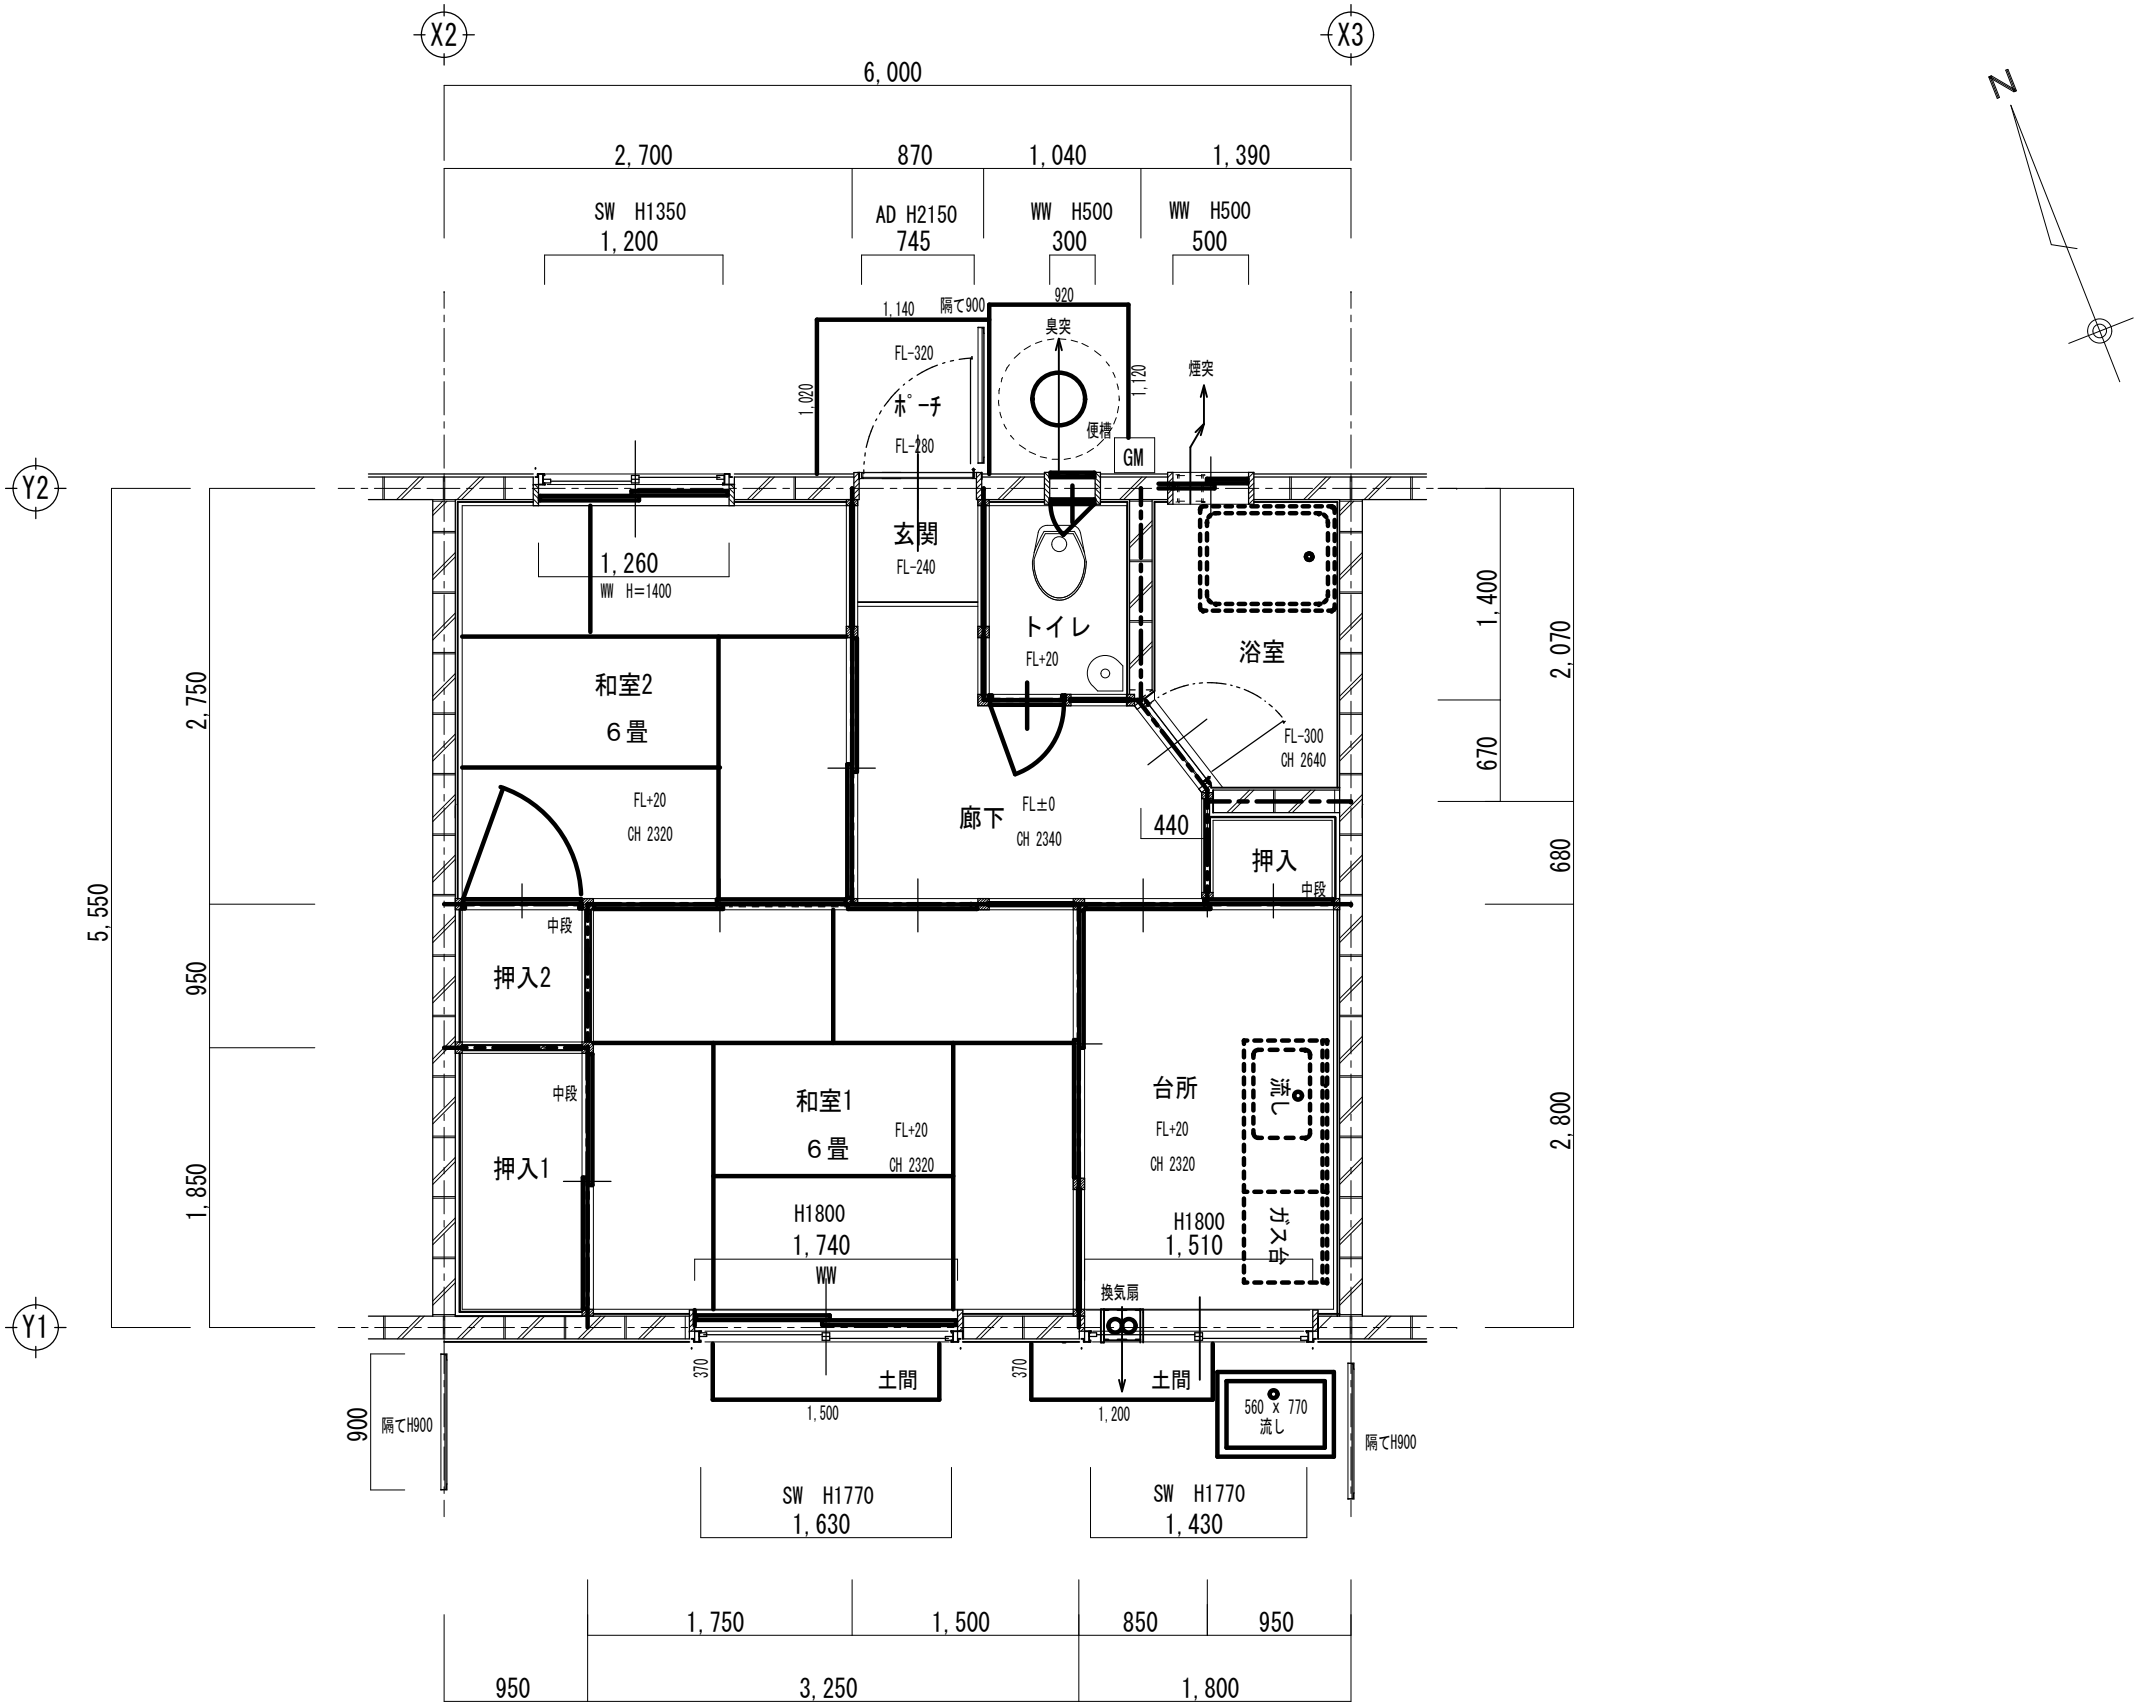 X2
X3
6,000
2,700
870
1,040
1,390
SW H1350
1,200
AD H2150
745
WW H500
300
WW H500
500
N
1,140
隔て900
920
臭突
FL-320
1,020
ポーチ
FL-280
1,120
便槽
煙突
GM
Y2
玄関
FL-240
1,260
WW H=1400
トイレ
FL+20
浴室
1,400
2,070
和室2
6畳
2,750
FL-300
CH 2640
670
FL+20
CH 2320
廊下
FL±0
CH 2340
440
押入
中段
680
5,550
中段
押入2
950
中段
押入1
1,850
和室1
6畳
FL+20
CH 2320
台所
FL+20
CH 2320
流し
ガス台
2,800
H1800
1,740
WW
H1800
1,510
換気扇
Y1
370
土間
1,500
370
土間
1,200
560 x 770
流し
900
隔てH900
隔てH900
SW H1770
1,630
SW H1770
1,430
1,750
1,500
850
950
950
3,250
1,800